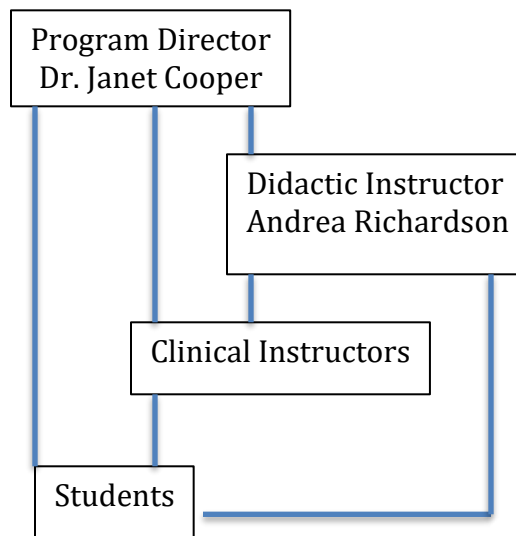 Program Director
Dr. Janet Cooper
Didactic Instructor
Andrea Richardson
Clinical Instructors
Students